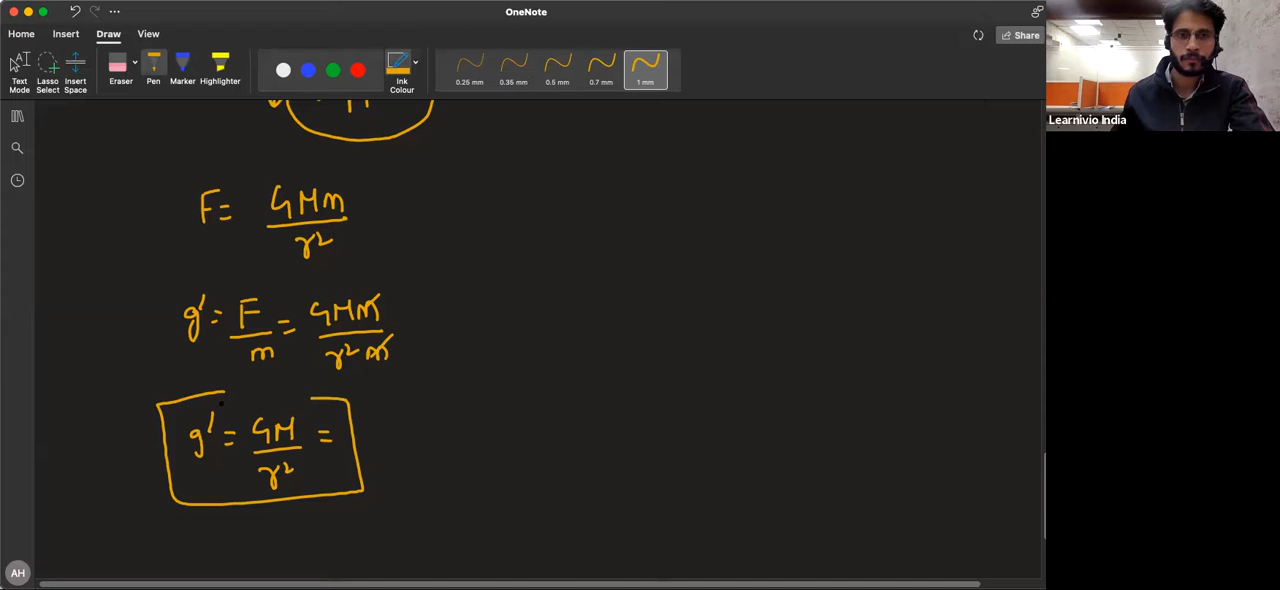 OneNote
Home Insert Draw View
Share
Text Mode
Lasso Select
Insert Space
Eraser
Pen
Marker
Highlighter
Ink Colour
0.25 mm
0.35 mm
0.5 mm
0.7 mm
1 mm
Learnivio India
F = GMm/r²
g' = F/m = GMm/r²m
g' = GM/r² =
AH